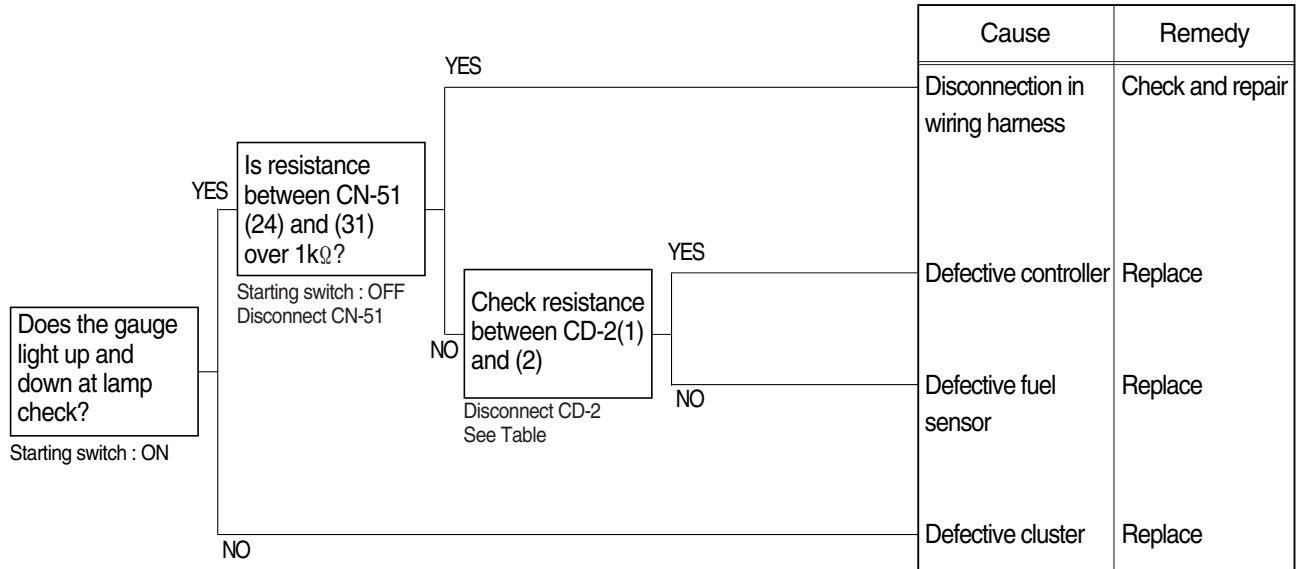 Cause Remedy
YES
Disconnection in Check and repair
wiring harness
Is resistance
between CN-51
(24) and (31)
over 1kΩ?
YES
Starting switch : OFF
Disconnect CN-51
YES
Defective controller Replace
Check resistance
between CD-2(1)
and (2)
NO
Disconnect CD-2
See Table
NO
Defective fuel Replace
sensor
Does the gauge
light up and
down at lamp
check?
Starting switch : ON
NO
Defective cluster Replace